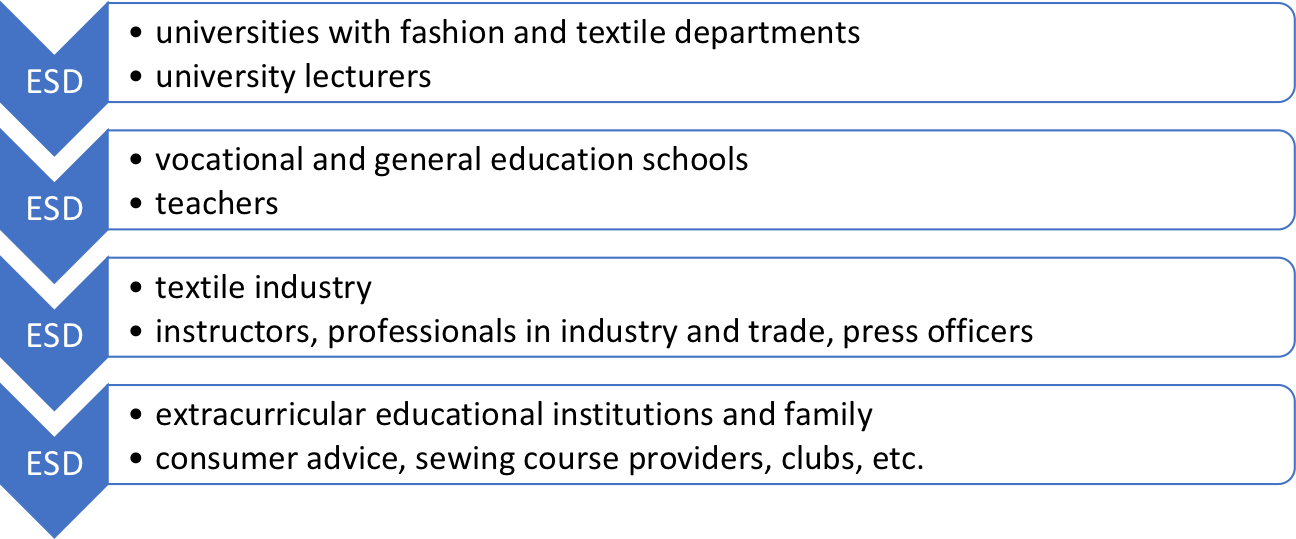 ESD
• universities with fashion and textile departments
• university lecturers
ESD
• vocational and general education schools
• teachers
ESD
• textile industry
• instructors, professionals in industry and trade, press officers
ESD
• extracurricular educational institutions and family
• consumer advice, sewing course providers, clubs, etc.